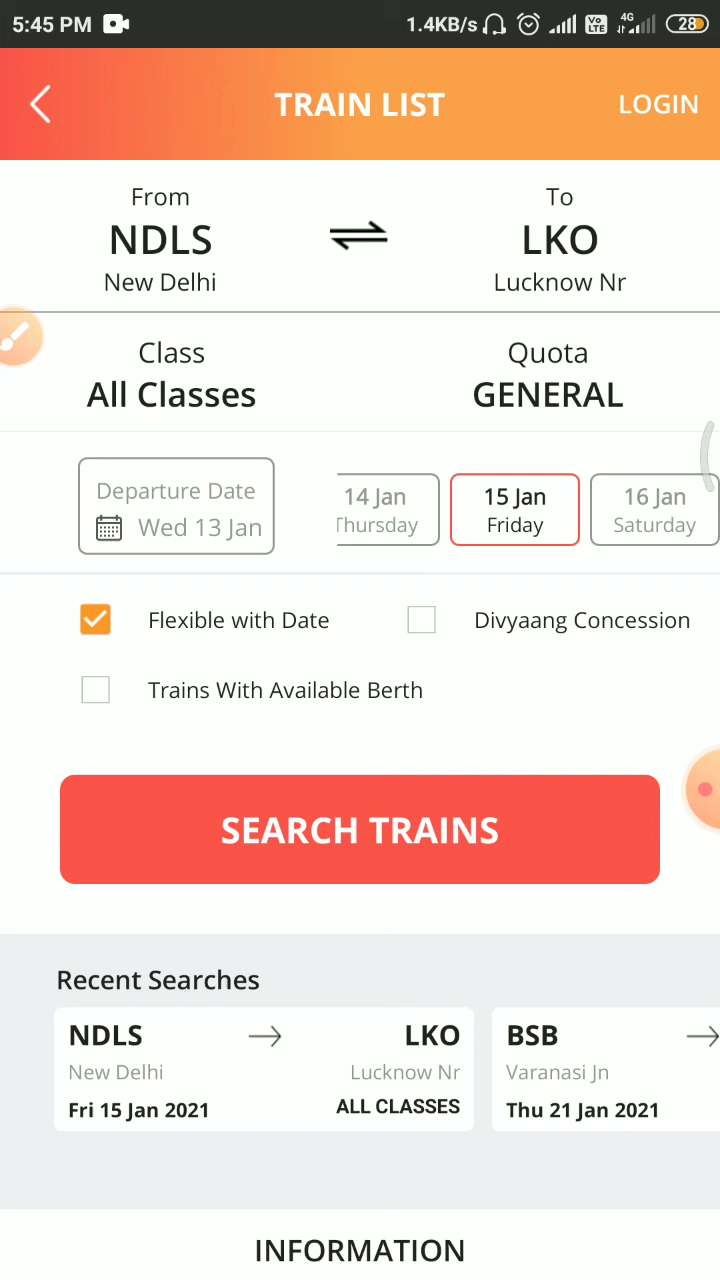 5:45 PM 1.4KB/s Vo LTE 4G 28
TRAIN LIST LOGIN
From To
NDLS LKO
New Delhi Lucknow Nr
Class Quota
All Classes GENERAL
Departure Date
Wed 13 Jan
14 Jan 15 Jan 16 Jan
Thursday Friday Saturday
Flexible with Date Divyaang Concession
Trains With Available Berth
SEARCH TRAINS
Recent Searches
NDLS LKO BSB
New Delhi Lucknow Nr Varanasi Jn
Fri 15 Jan 2021 ALL CLASSES Thu 21 Jan 2021
INFORMATION